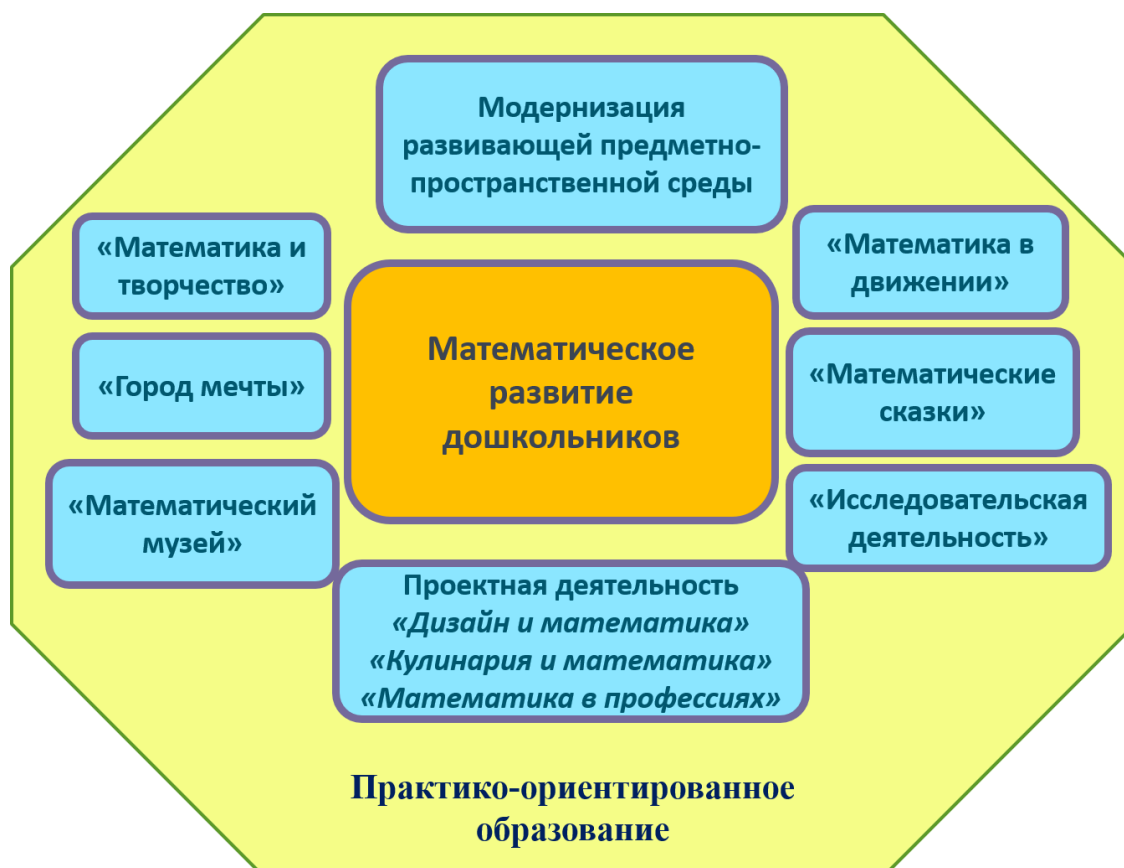 Модернизация
развивающей предметно-
пространственной среды
«Математика и
творчество»
«Математика в
движении»
Математическое
развитие
дошкольников
«Город мечты»
«Математические
сказки»
«Математический
музей»
«Исследовательская
деятельность»
Проектная деятельность
«Дизайн и математика»
«Кулинария и математика»
«Математика в профессиях»
Практико-ориентированное
образование